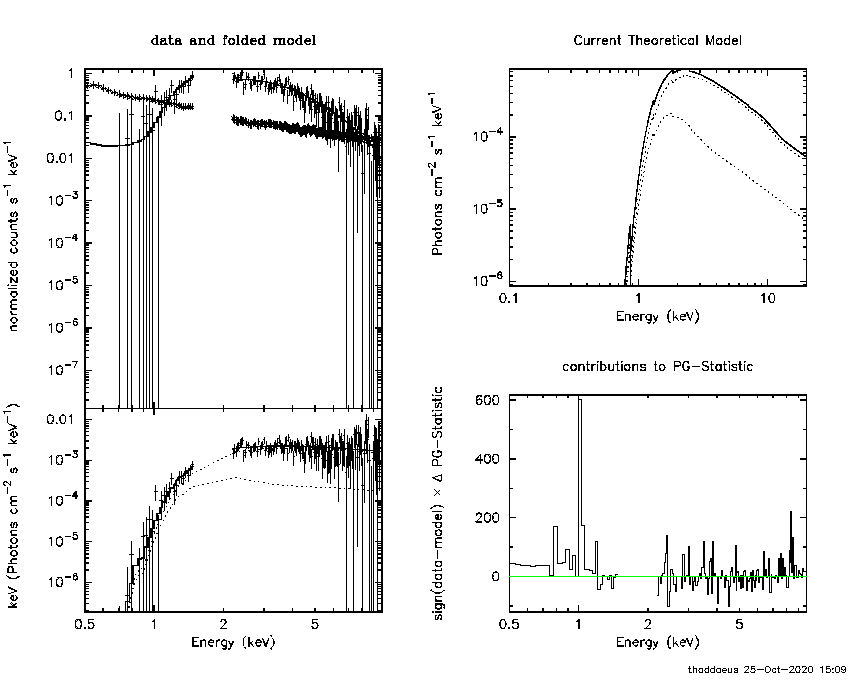 data and folded model
normalized counts s⁻¹ keV⁻¹
1
0.1
0.01
10⁻³
10⁻⁴
10⁻⁵
10⁻⁶
10⁻⁷
keV (Photons cm⁻² s⁻¹ keV⁻¹)
0.01
10⁻³
10⁻⁴
10⁻⁵
10⁻⁶
0.5 1 2 5
Energy (keV)
Current Theoretical Model
Photons cm⁻² s⁻¹ keV⁻¹
10⁻⁴
10⁻⁵
10⁻⁶
0.1 1 10
Energy (keV)
contributions to PG-Statistic
sign(data-model) × Δ PG-Statistic
600
400
200
0
0.5 1 2 5
Energy (keV)
thaddaeus 25-Oct-2020 15:09